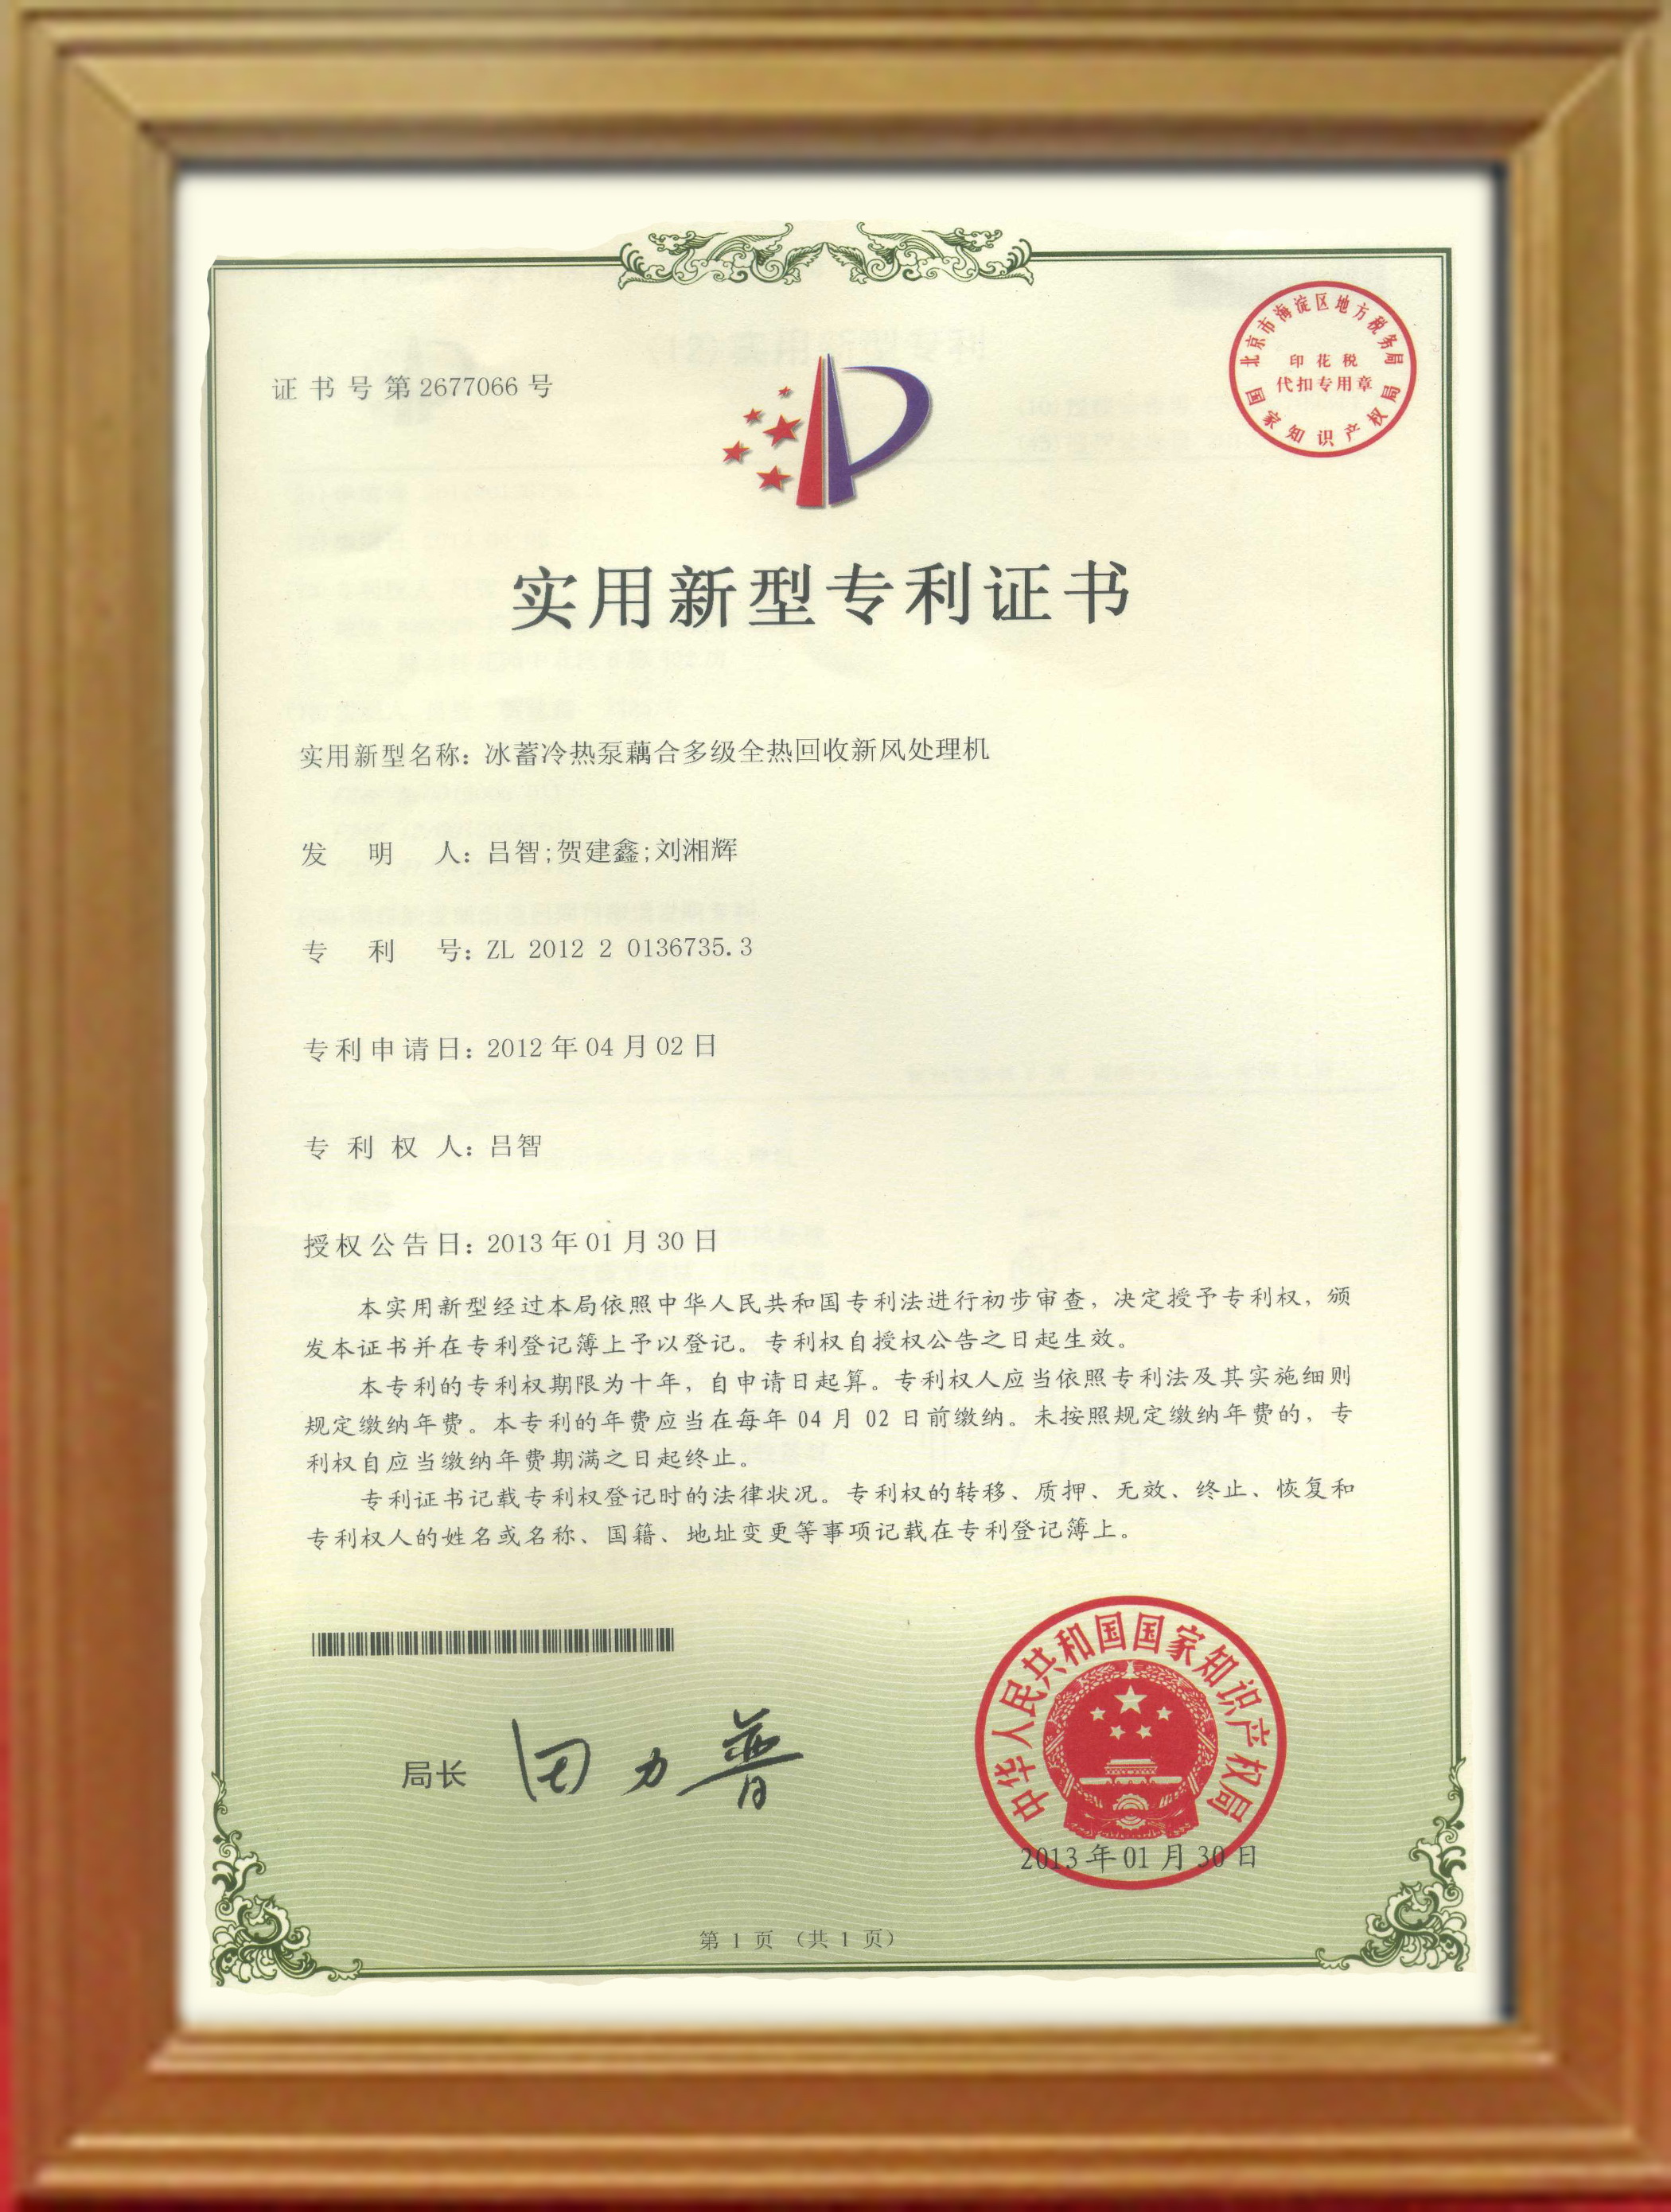 证书号第2677066号
北京市海淀区地方税务局
印花税
代扣专用章
国家知识产权局
实用新型专利证书
实用新型名称：冰蓄冷热泵藕合多级全热回收新风处理机
发明人：吕智;贺建鑫;刘湘辉
专利号：ZL 2012 2 0136735.3
专利申请日：2012年04月02日
专利权人：吕智
授权公告日：2013年01月30日
本实用新型经过本局依照中华人民共和国专利法进行初步审查，决定授予专利权，颁
发本证书并在专利登记簿上予以登记。专利权自授权公告之日起生效。
本专利的专利权期限为十年，自申请日起算。专利权人应当依照专利法及其实施细则
规定缴纳年费。本专利的年费应当在每年 04 月 02 日前缴纳。未按照规定缴纳年费的，专
利权自应当缴纳年费期满之日起终止。
专利证书记载专利权登记时的法律状况。专利权的转移、质押、无效、终止、恢复和
专利权人的姓名或名称、国籍、地址变更等事项记载在专利登记簿上。
局长 田力普
中华人民共和国国家知识产权局
2013年01月30日
第 1 页 （共 1 页）